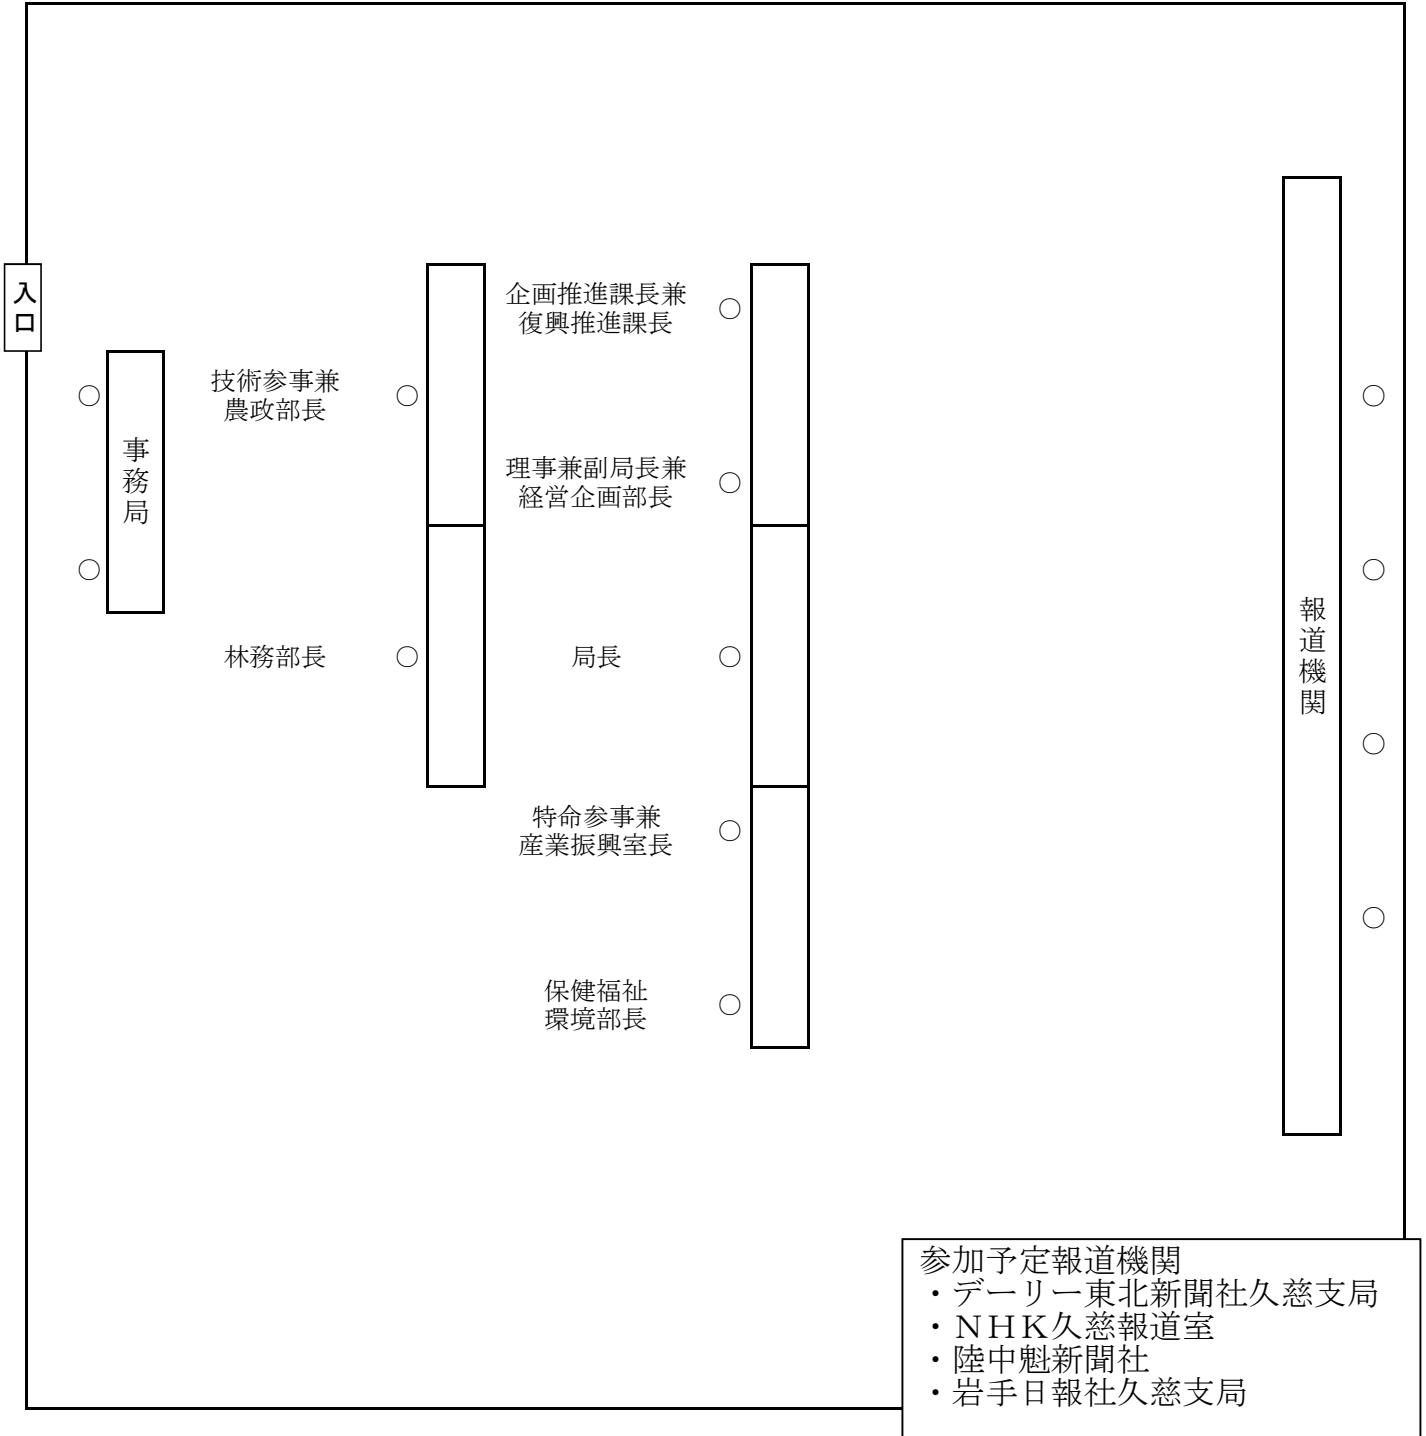 入口
事務局
技術参事兼
農政部長
○
林務部長
○
○
○
企画推進課長兼
復興推進課長
○
理事兼副局長兼
経営企画部長
○
局長
○
特命参事兼
産業振興室長
○
保健福祉
環境部長
○
報道機関
○
○
○
○
参加予定報道機関
・デーリー東北新聞社久慈支局
・ＮＨＫ久慈報道室
・陸中魁新聞社
・岩手日報社久慈支局